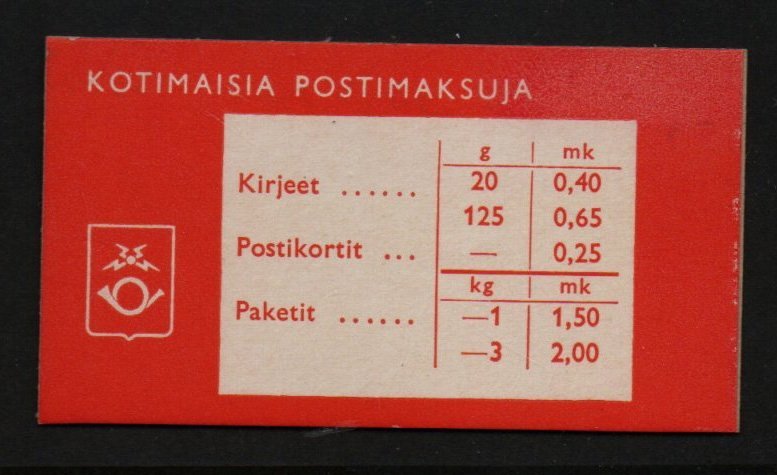 KOTIMAISIA POSTIMAKSUJA
g mk
Kirjeet ...... 20 0,40
125 0,65
Postikortit ... — 0,25
kg mk
Paketit ...... —1 1,50
—3 2,00